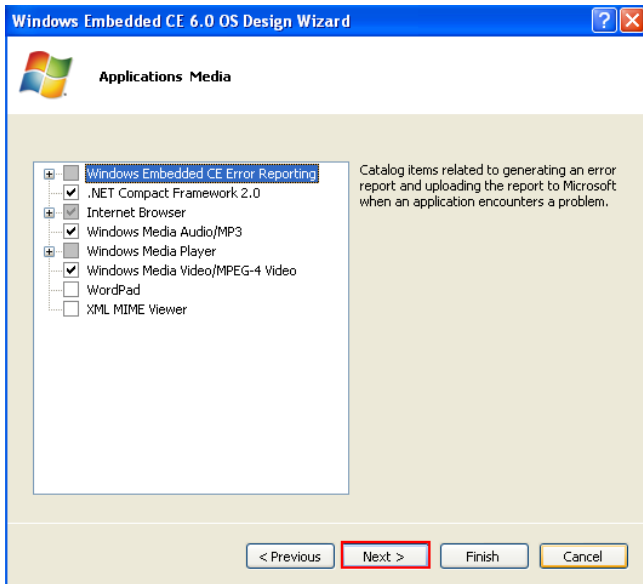 Windows Embedded CE 6.0 OS Design Wizard
Applications Media
Windows Embedded CE Error Reporting
.NET Compact Framework 2.0
Internet Browser
Windows Media Audio/MP3
Windows Media Player
Windows Media Video/MPEG-4 Video
WordPad
XML MIME Viewer
Catalog items related to generating an error
report and uploading the report to Microsoft
when an application encounters a problem.
< Previous
Next >
Finish
Cancel